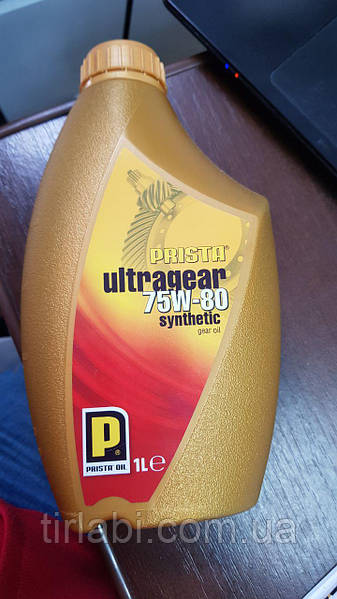 PRISTA®
ultragear
75W-80
synthetic
gear oil
P®
PRISTA® OIL
1L℮
tirlabi.com.ua